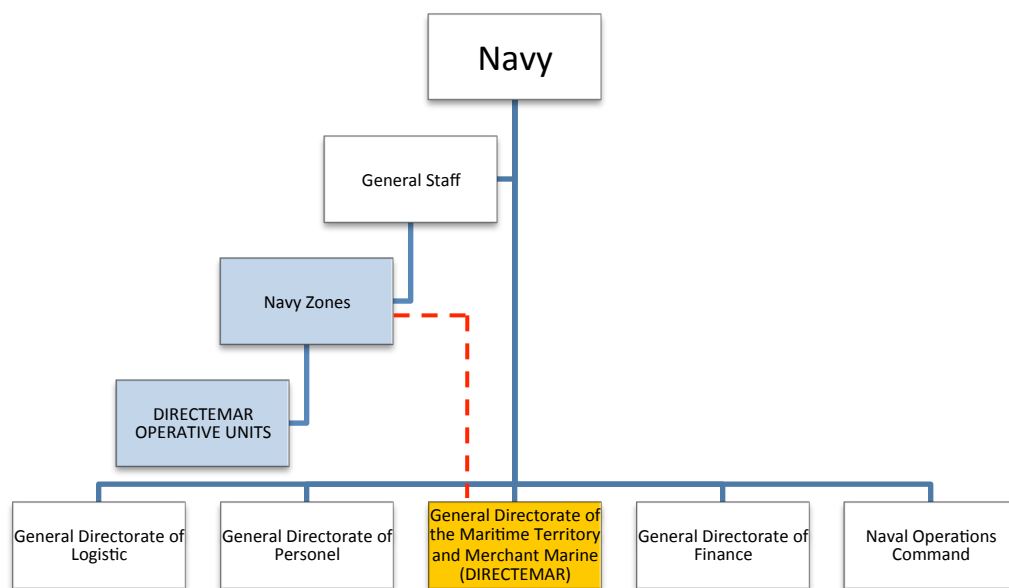 Navy
General Staff
Navy Zones
DIRECTEMAR
OPERATIVE UNITS
General Directorate of
Logistic
General Directorate of
Personel
General Directorate of
the Maritime Territory
and Merchant Marine
(DIRECTEMAR)
General Directorate of
Finance
Naval Operations
Command